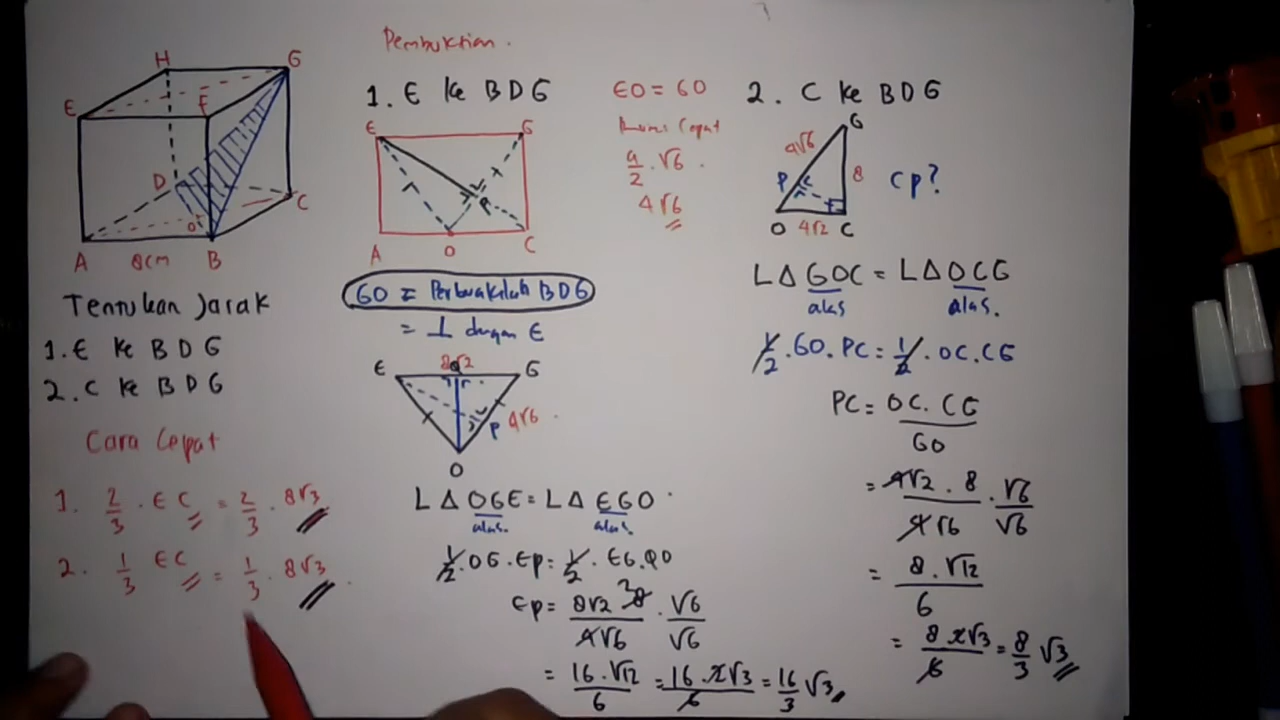 H
G
E
F
D
C
O
A
8cm
B
Tentukan Jarak
1. E ke BDG
2. C ke BDG
Cara Cepat
1. 2/3 . EC = 2/3 . 8√3
2. 1/3 EC = 1/3 . 8√3
Pembuktian.
1. E ke BDG
E
G
A
O
C
EO = GO
Rumus Cepat
a/2 . √6
4√6
GO = Perwakilan BDG
= ⊥ dengan E
8√2
E
Q
G
P
4√6
O
L∆ OGE = L∆ EGO
alas.
alas.
1/2 . OG . EP = 1/2 . EG . QO
EP = 8√2 . 8 / 4√6 . √6/√6
= 16 . √12 / 6 = 16 . 2√3 / 6 = 16/3 √3
2. C ke BDG
G
4√6
P
8
CP?
O
4√2
C
L∆ GOC = L∆ OCG
alas
alas.
1/2 . GO . PC = 1/2 . OC . CG
PC = OC . CG / GO
= 4√2 . 8 / 4√6 . √6/√6
= 8 . √12 / 6
= 8 2√3 / 6 = 8/3 √3